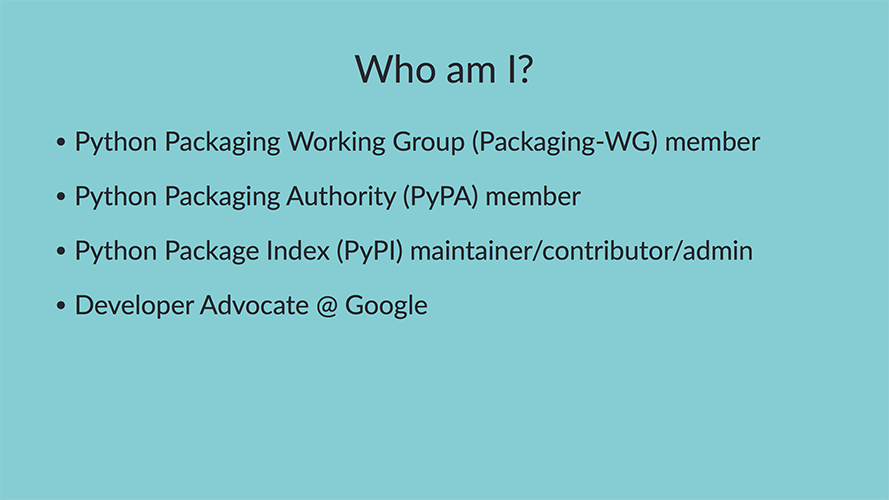 Who am I?
• Python Packaging Working Group (Packaging-WG) member
• Python Packaging Authority (PyPA) member
• Python Package Index (PyPI) maintainer/contributor/admin
• Developer Advocate @ Google